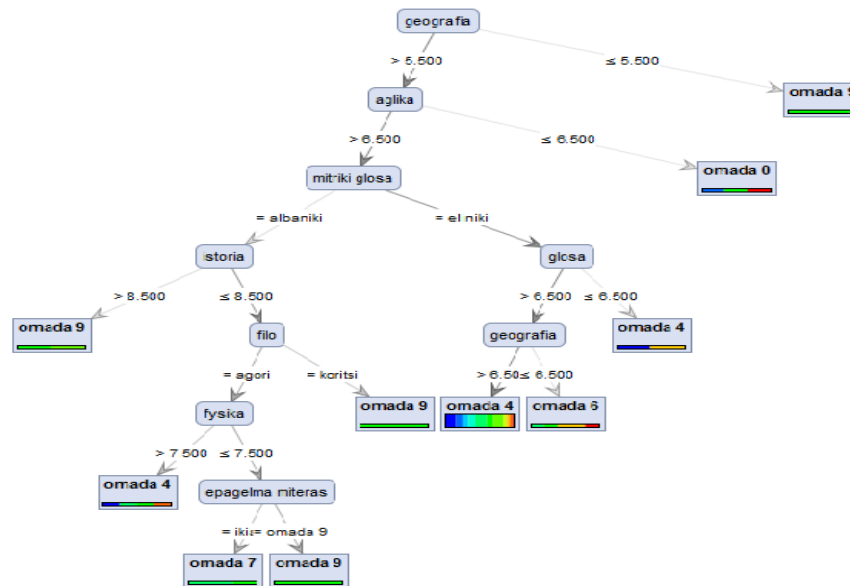 geografia
> 5.500
≤ 5.500
omada 9
aglika
> 6.500
≤ 6.500
omada 0
mitriki glosa
= albaniki
= eliniki
istoria
glosa
> 8.500
≤ 8.500
> 6.500
≤ 6.500
omada 9
filo
geografia
omada 4
= agori
= koritsi
> 6.50
≤ 6.500
fysika
omada 9
omada 4
omada 6
> 7.500
≤ 7.500
omada 4
epagelma miteras
= omada 9
omada 7
omada 9